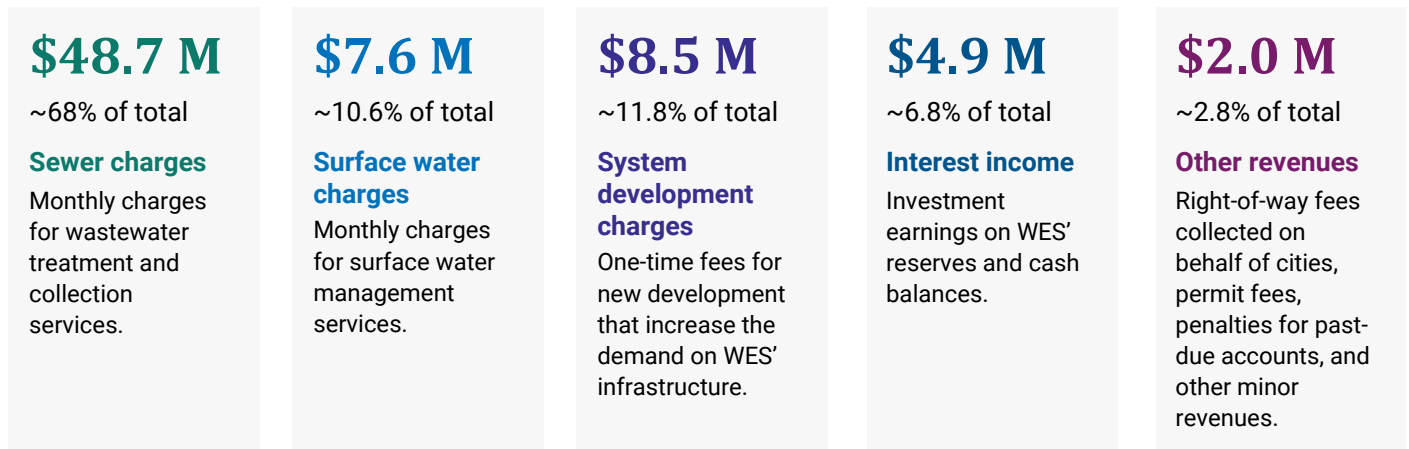 $48.7 M
~68% of total
Sewer charges
Monthly charges
for wastewater
treatment and
collection
services.
$7.6 M
~10.6% of total
Surface water
charges
Monthly charges
for surface water
management
services.
$8.5 M
~11.8% of total
System
development
charges
One-time fees for
new development
that increase the
demand on WES’
infrastructure.
$4.9 M
~6.8% of total
Interest income
Investment
earnings on WES’
reserves and cash
balances.
$2.0 M
~2.8% of total
Other revenues
Right-of-way fees
collected on
behalf of cities,
permit fees,
penalties for past-
due accounts, and
other minor
revenues.